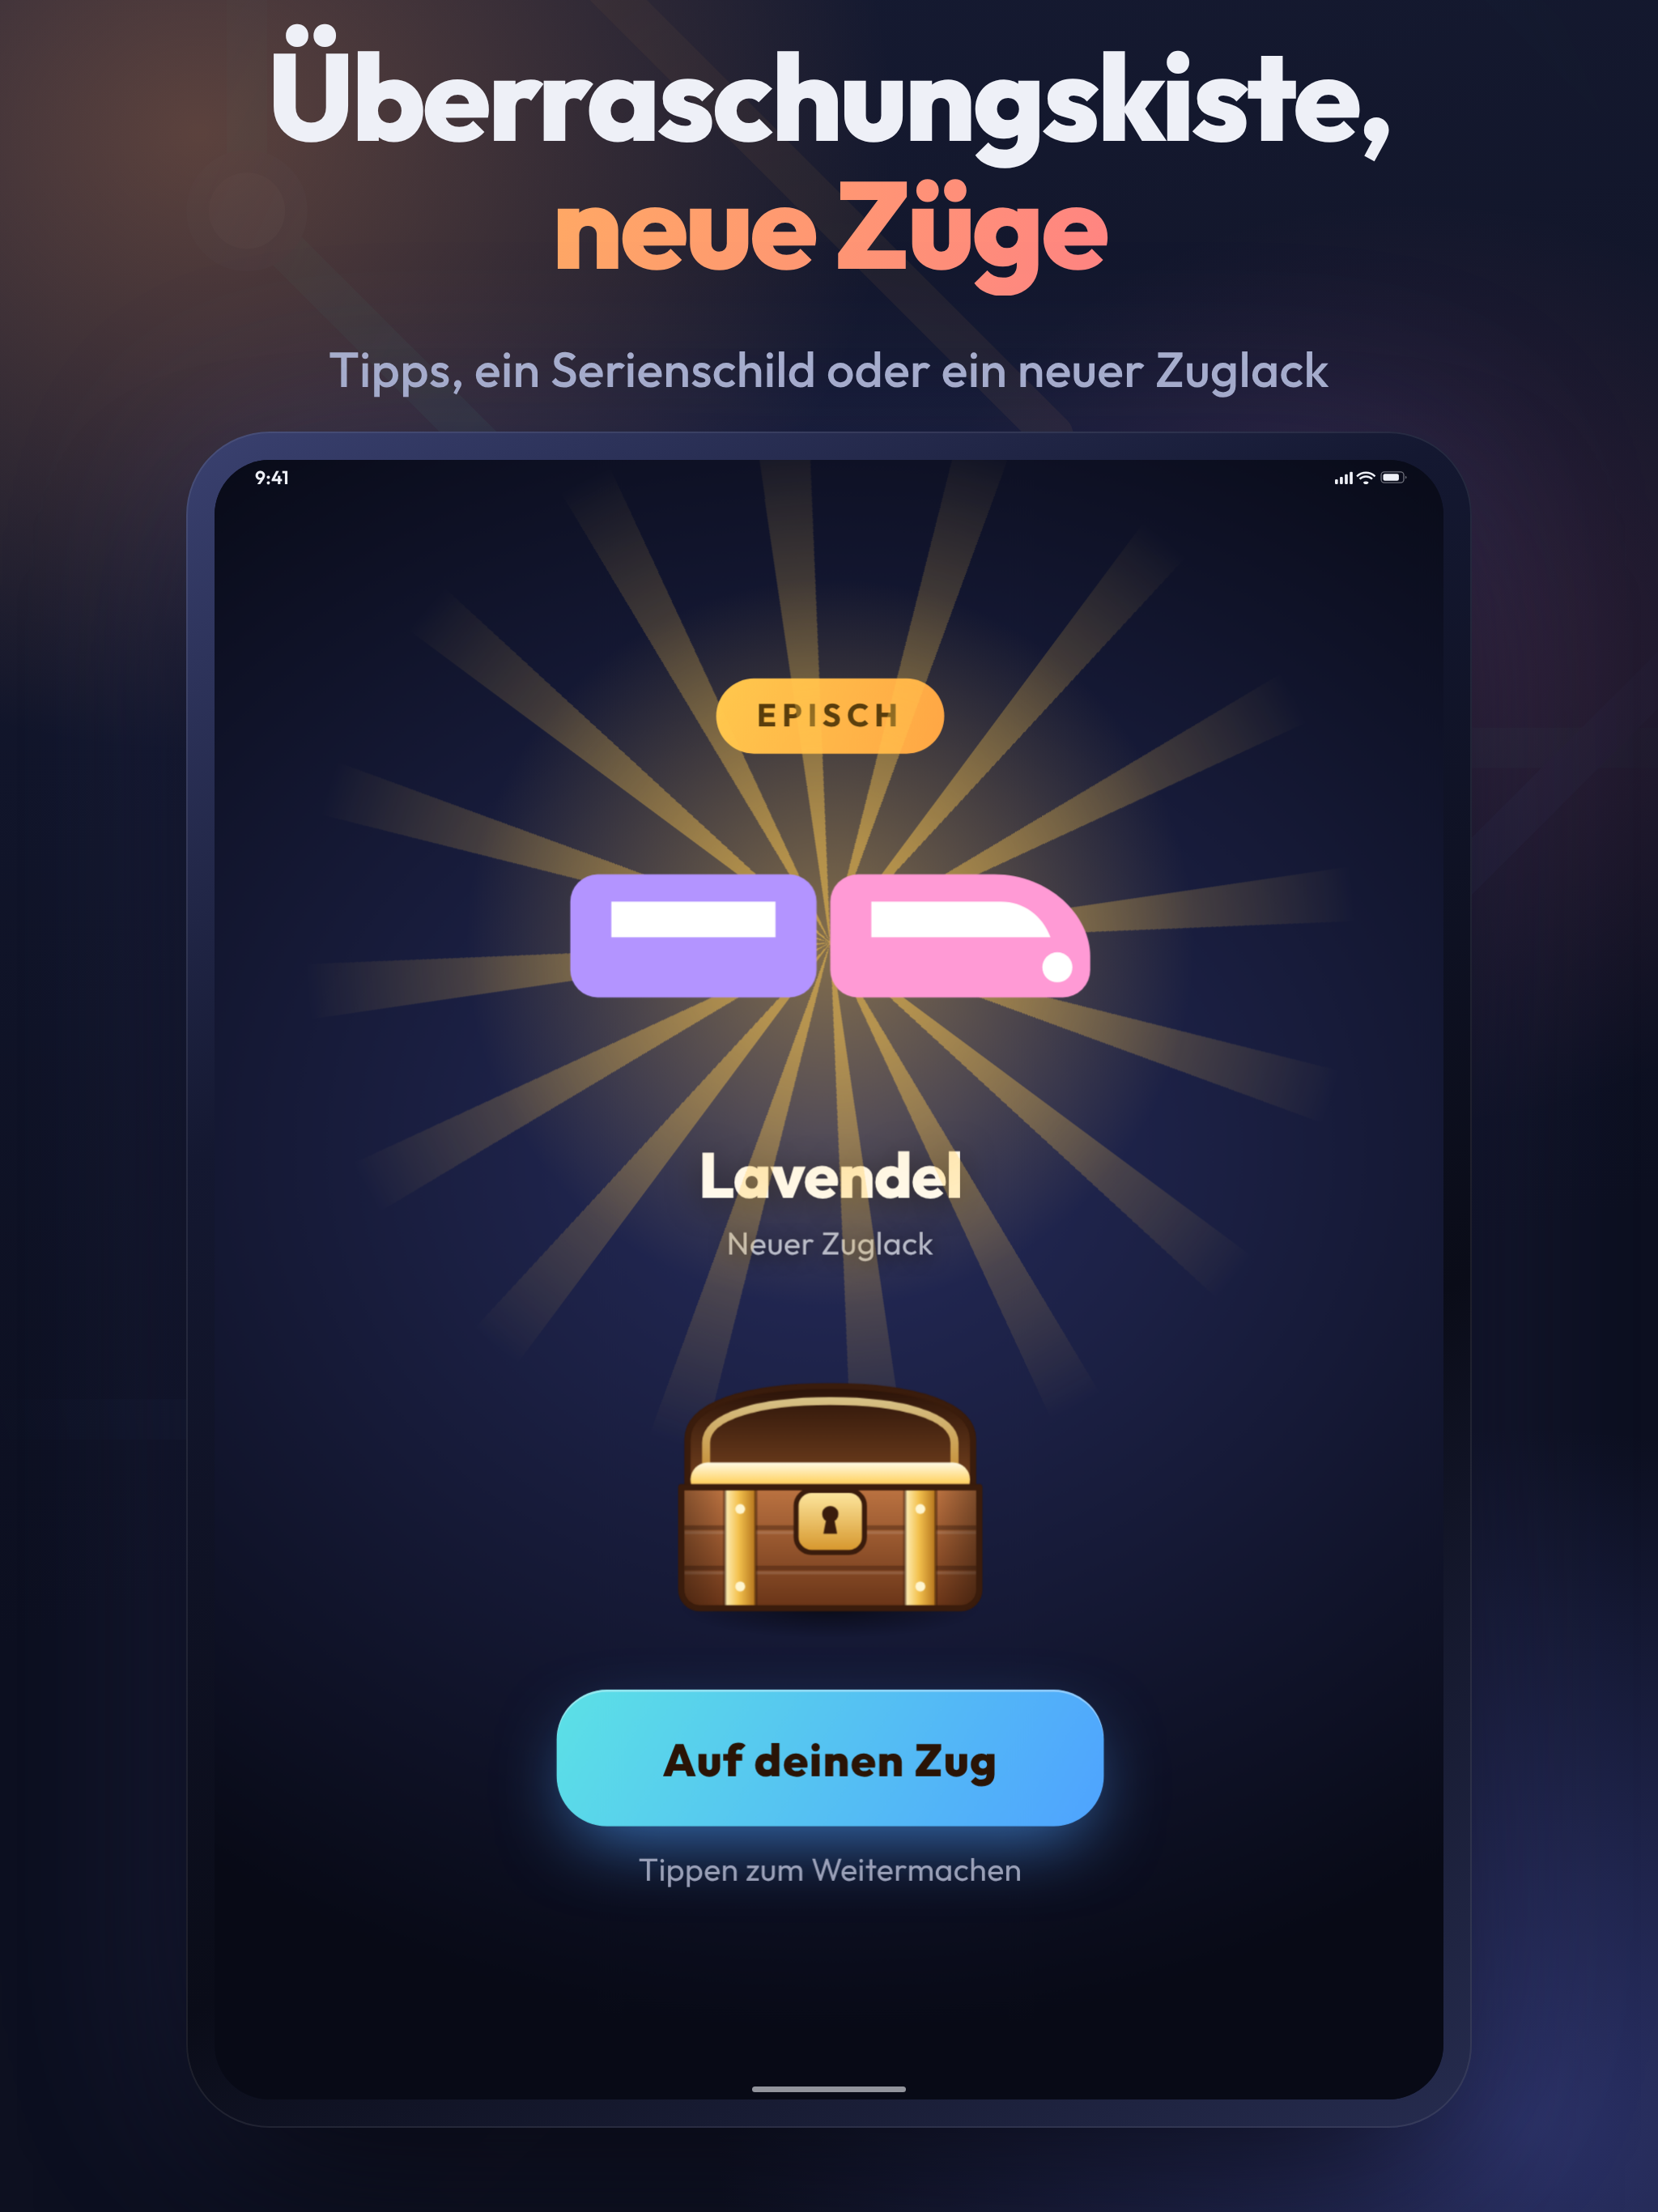 Überraschungskiste,
neue Züge
Tipps, ein Serienschild oder ein neuer Zuglack
9:41
EPISCH
Lavendel
Neuer Zuglack
Auf deinen Zug
Tippen zum Weitermachen